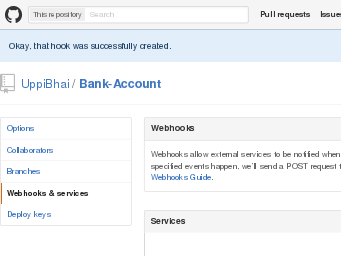 This repository Search Pull requests Issues
Okay, that hook was successfully created.
UppiBhai / Bank-Account
Options
Collaborators
Branches
Webhooks & services
Deploy keys
Webhooks
Webhooks allow external services to be notified when
specified events happen, we'll send a POST request t
Webhooks Guide.
Services